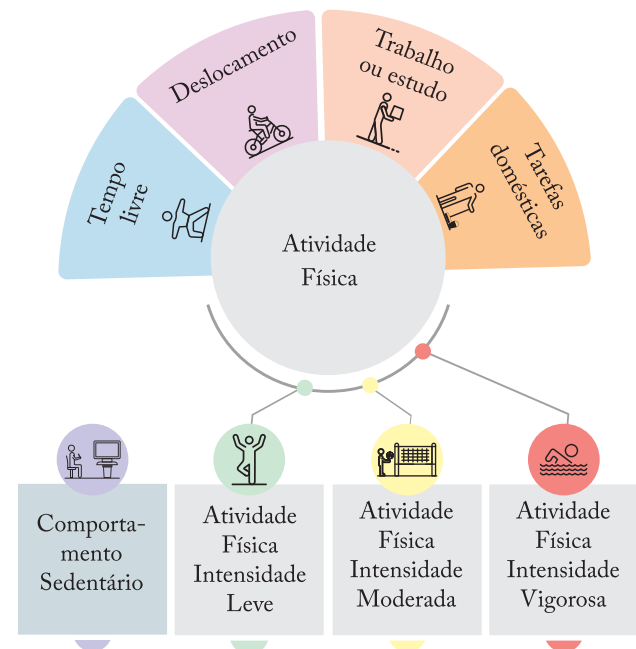 Tempo
livre
Deslocamento
Trabalho
ou estudo
Tarefas
domésticas
Atividade
Física
Comporta-
mento
Sedentário
Atividade
Física
Intensidade
Leve
Atividade
Física
Intensidade
Moderada
Atividade
Física
Intensidade
Vigorosa